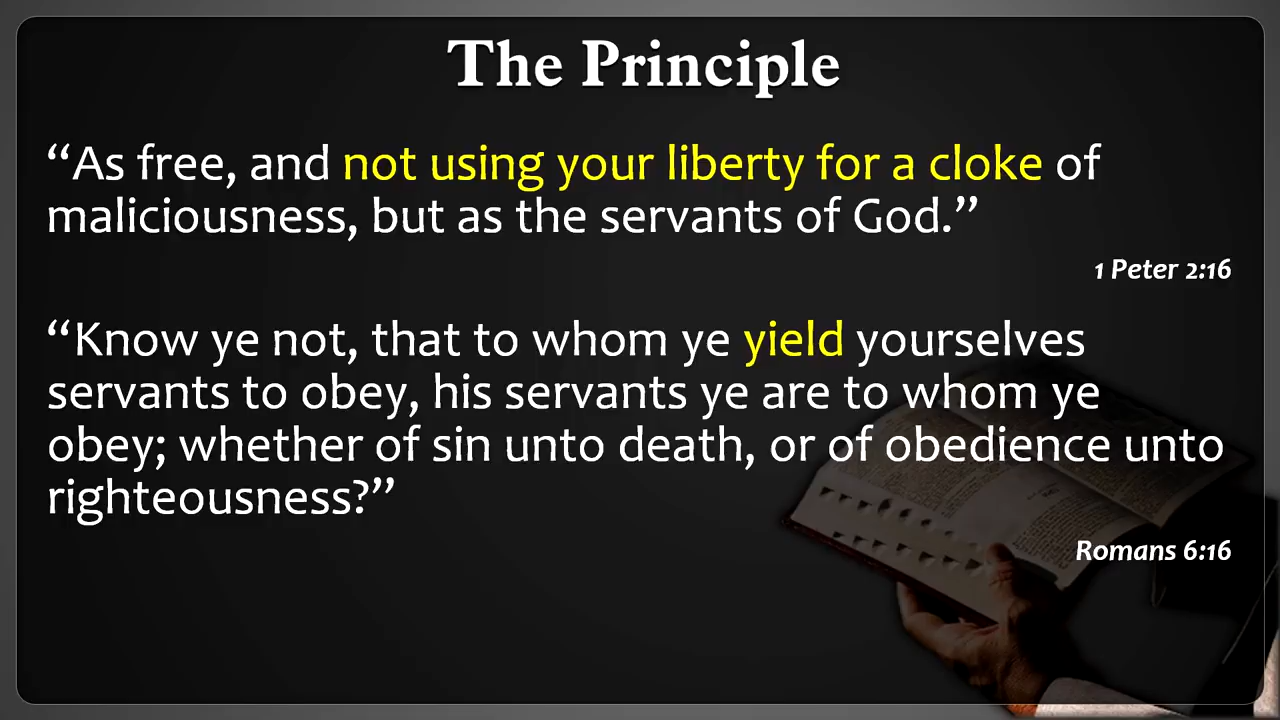 The Principle
“As free, and not using your liberty for a cloke of
maliciousness, but as the servants of God.”
1 Peter 2:16
“Know ye not, that to whom ye yield yourselves
servants to obey, his servants ye are to whom ye
obey; whether of sin unto death, or of obedience unto
righteousness?”
Romans 6:16